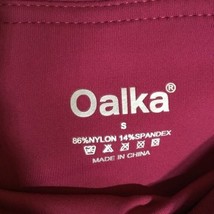 Oalka®
S
86%NYLON 14%SPANDEX
MADE IN CHINA